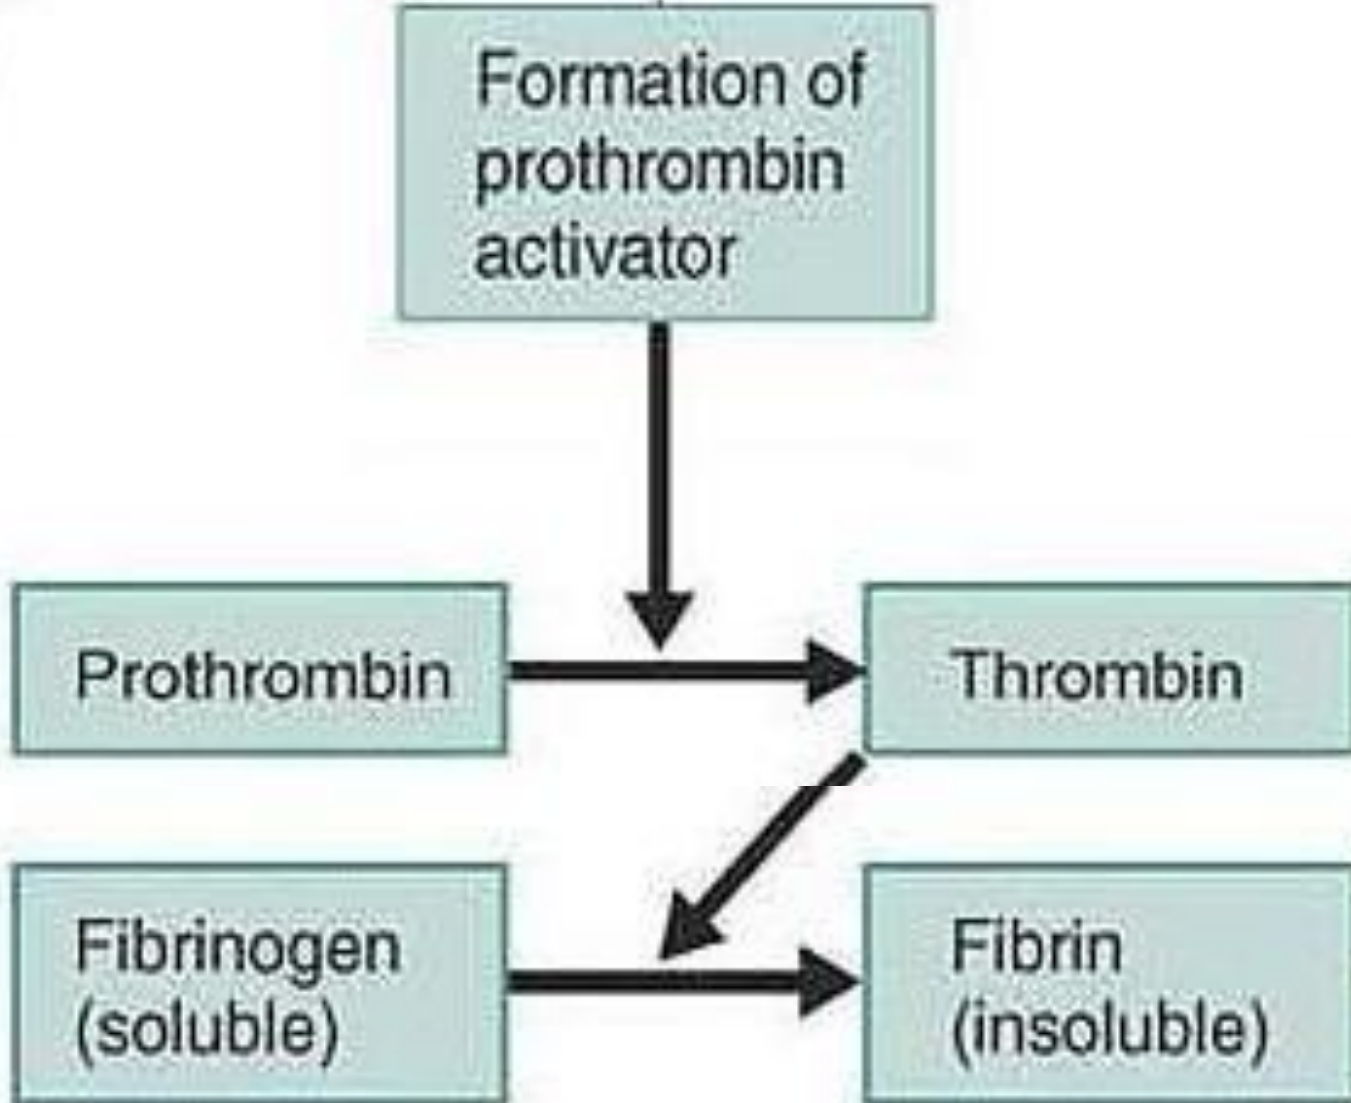 Formation of
prothrombin
activator
Prothrombin
Thrombin
Fibrinogen
(soluble)
Fibrin
(insoluble)